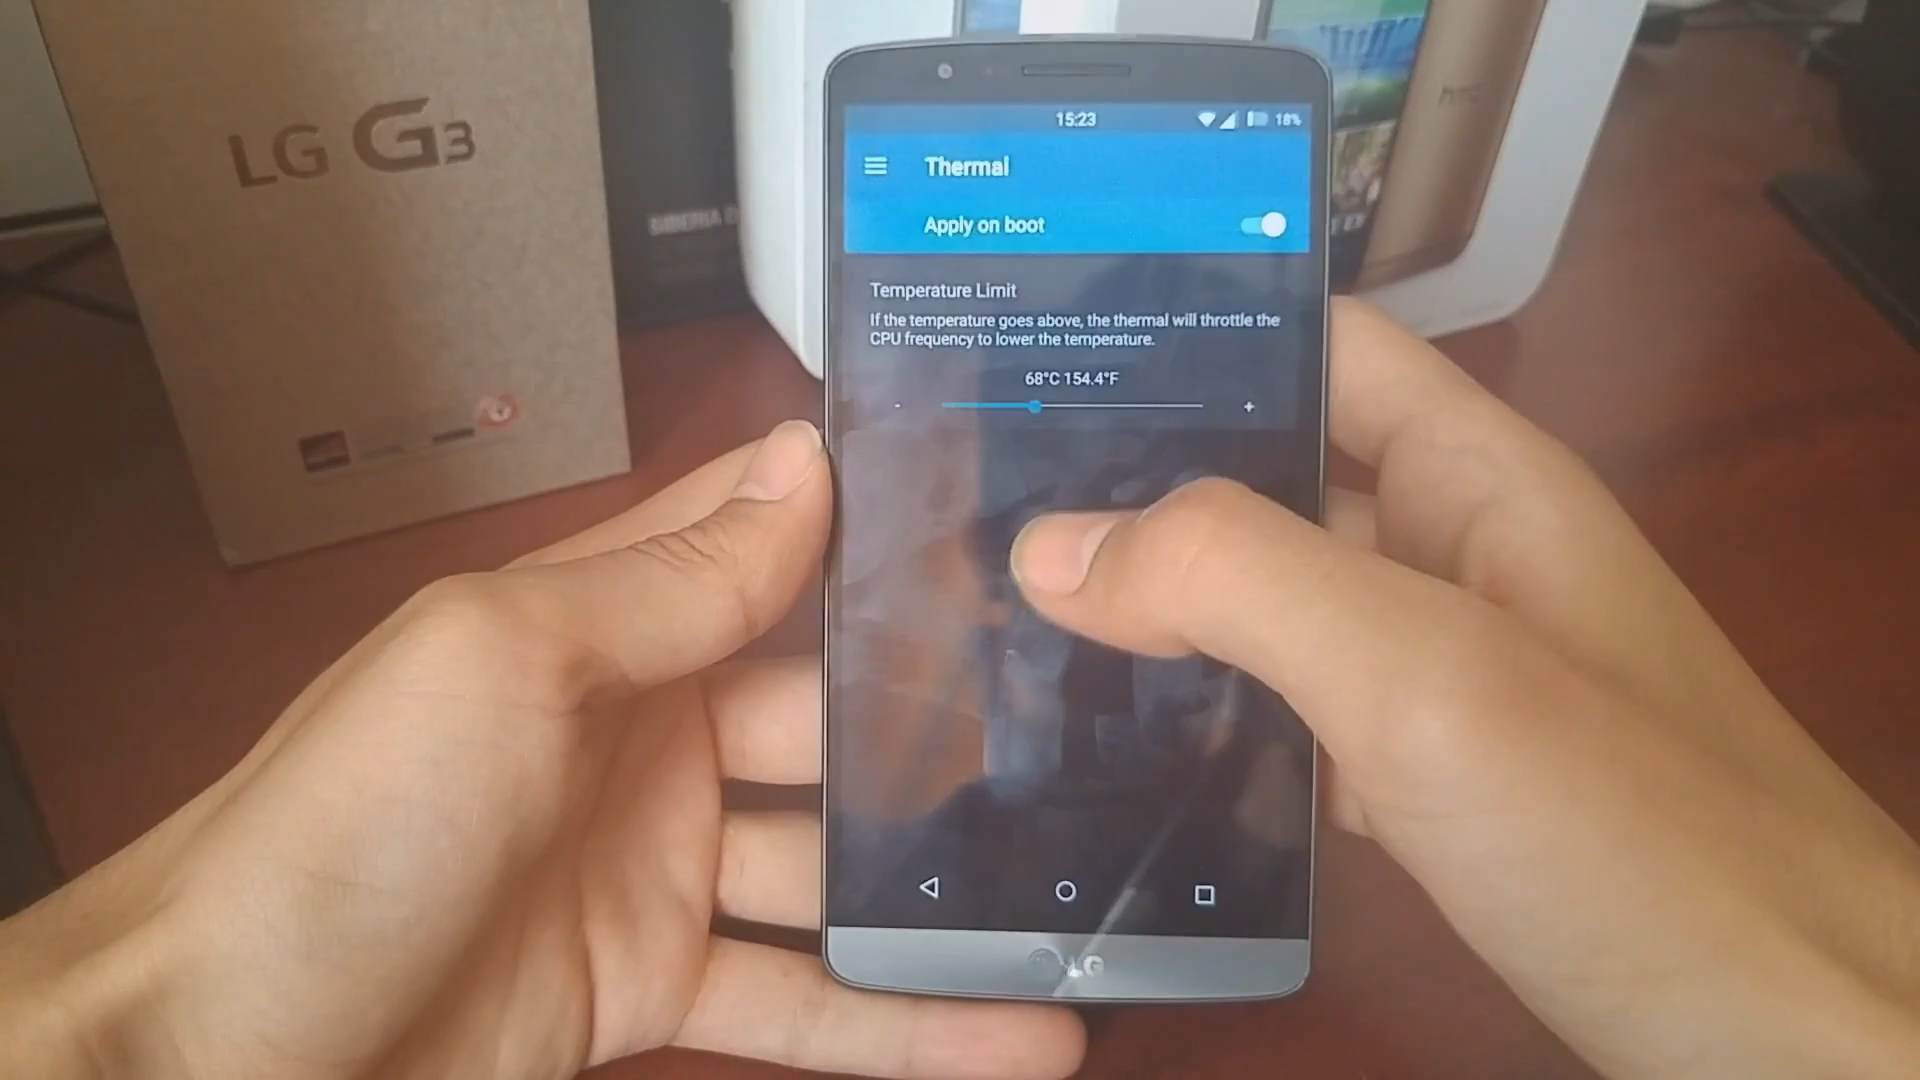 LG G3
15:23
18%
Thermal
Apply on boot
Temperature Limit
If the temperature goes above, the thermal will throttle the
CPU frequency to lower the temperature.
68°C 154.4°F
- +
LG